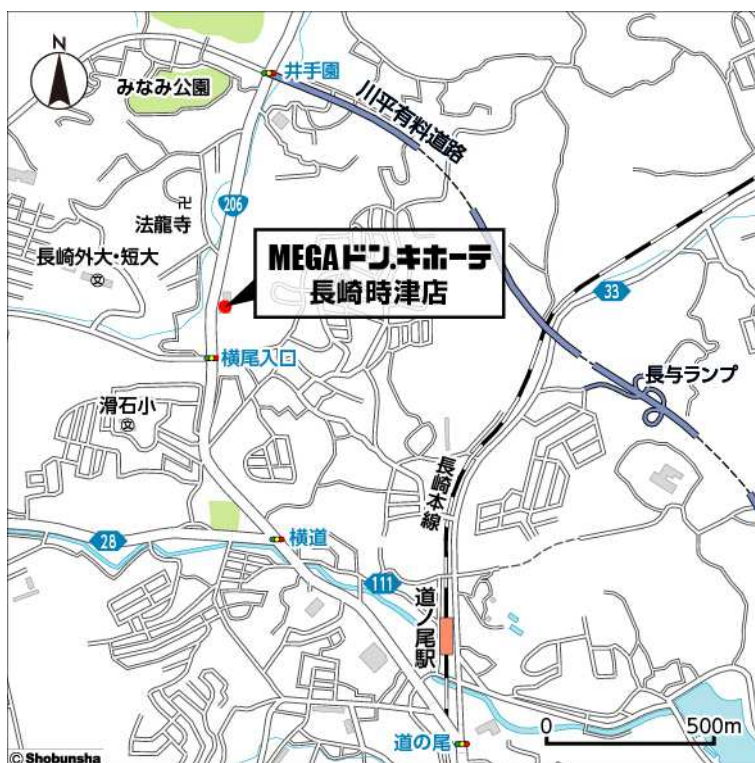 N
井手園
みなみ公園
川平有料道路
206
卍
法龍寺
長崎外大・短大
文
MEGAドン.キホーテ
長崎時津店
33
横尾入口
長与ランプ
滑石小
文
長崎本線
28
横道
111
道ノ尾駅
0 500m
道の尾
© Shobunsha